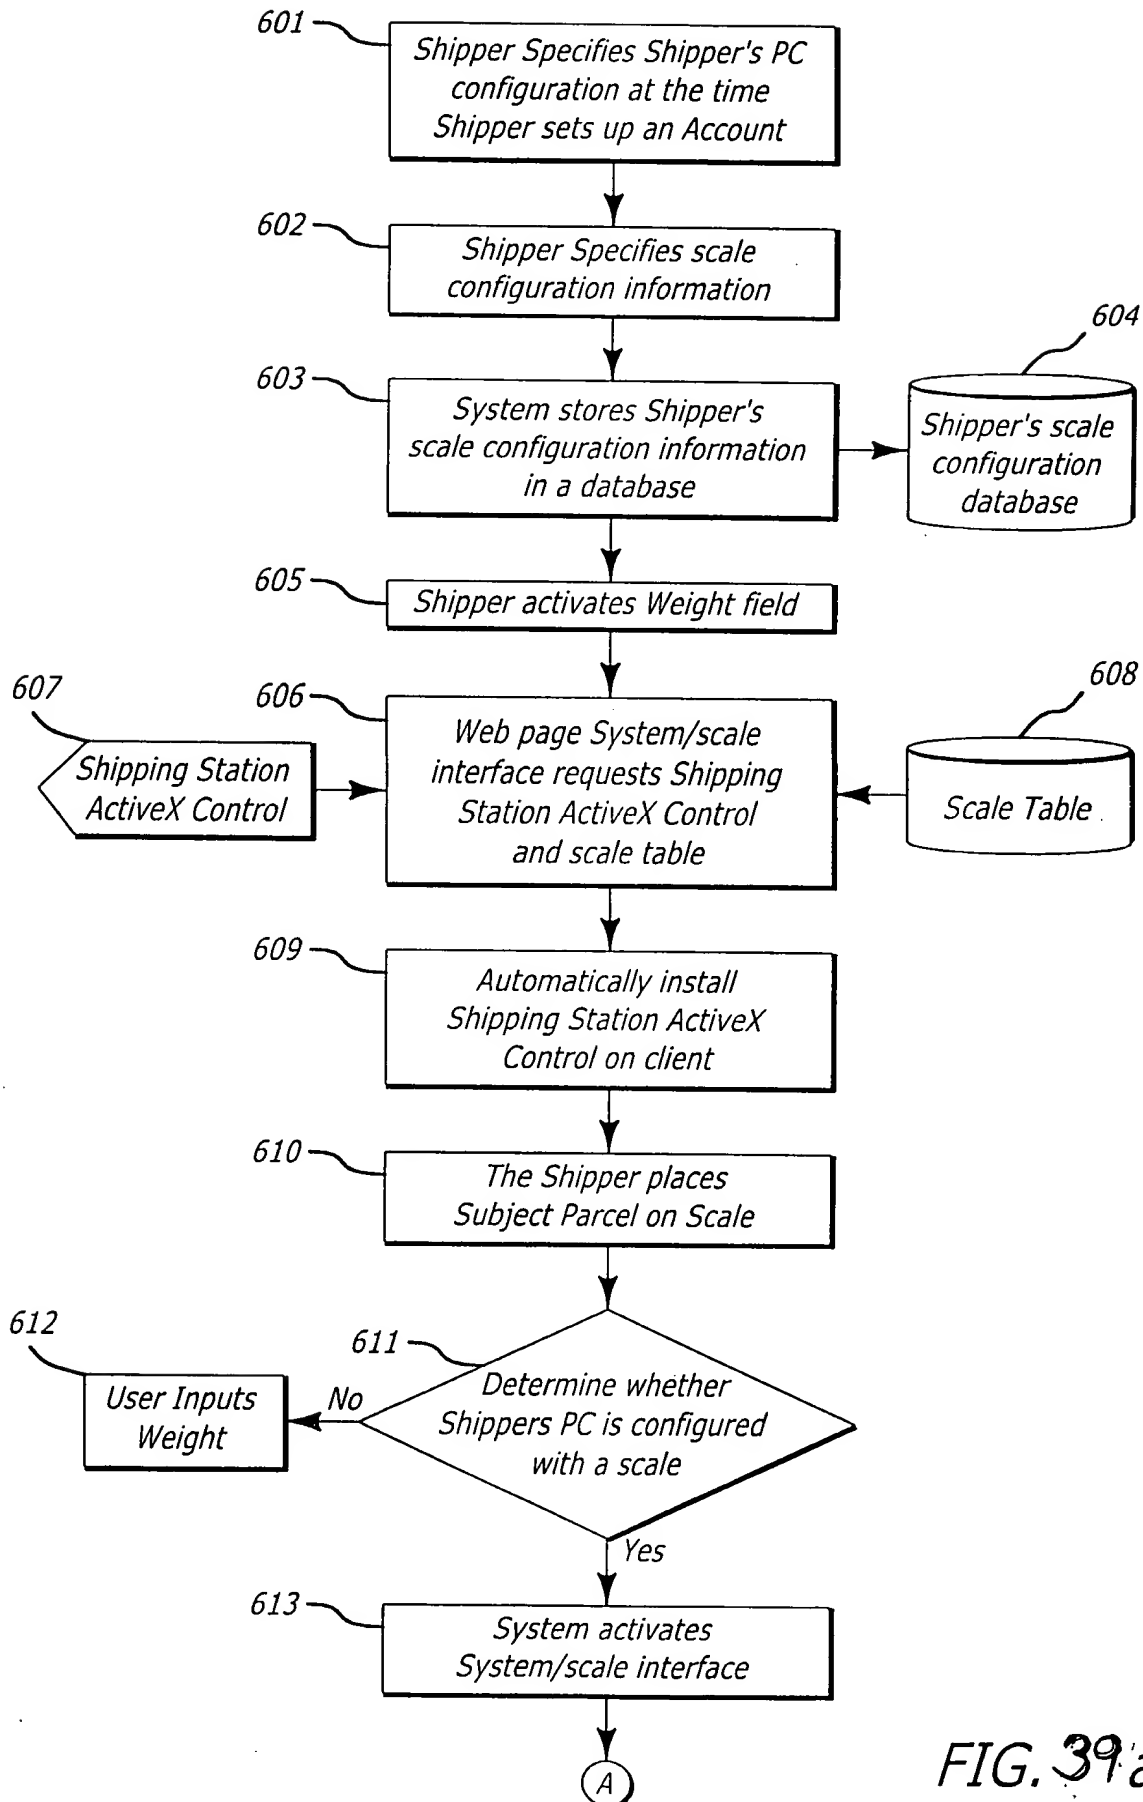 601
Shipper Specifies Shipper's PC
configuration at the time
Shipper sets up an Account
602
Shipper Specifies scale
configuration information
603
System stores Shipper's
scale configuration information
in a database
604
Shipper's scale
configuration
database
605
Shipper activates Weight field
606
Web page System/scale
interface requests Shipping
Station ActiveX Control
and scale table
607
Shipping Station
ActiveX Control
608
Scale Table
609
Automatically install
Shipping Station ActiveX
Control on client
610
The Shipper places
Subject Parcel on Scale
611
Determine whether
Shippers PC is configured
with a scale
No
612
User Inputs
Weight
Yes
613
System activates
System/scale interface
A
FIG. 39a